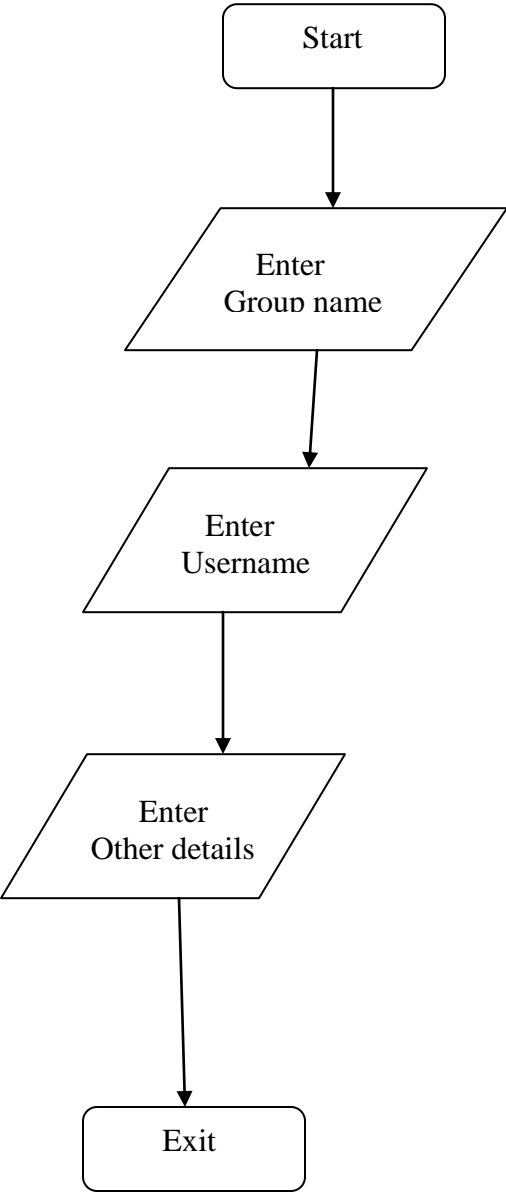 Start
Enter
Group name
Enter
Username
Enter
Other details
Exit